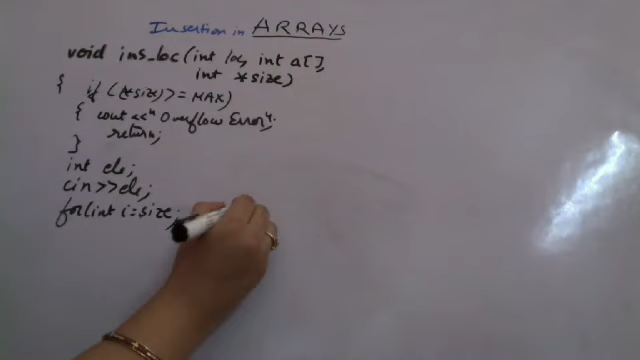 Insertion in ARRAYS
void ins_loc(int loc, int a[],
int *size)
{ if (*size)>=MAX)
{ cout<<"Overflow Error";
return;
}
int ele;
cin>>ele;
for(int i=size;